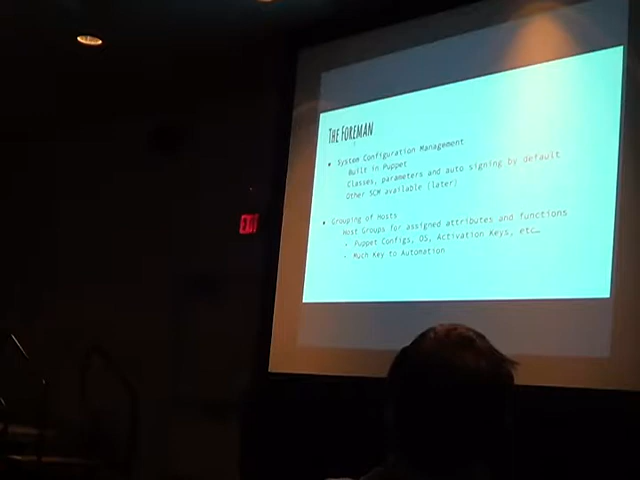 The Foreman
• System Configuration Management
Built in Puppet
Classes, parameters and auto signing by default
Other SCM available (later)
• Grouping of Hosts
Host Groups for assigned attributes and functions
- Puppet Configs, OS, Activation Keys, etc…
- Much Key to Automation
EXIT